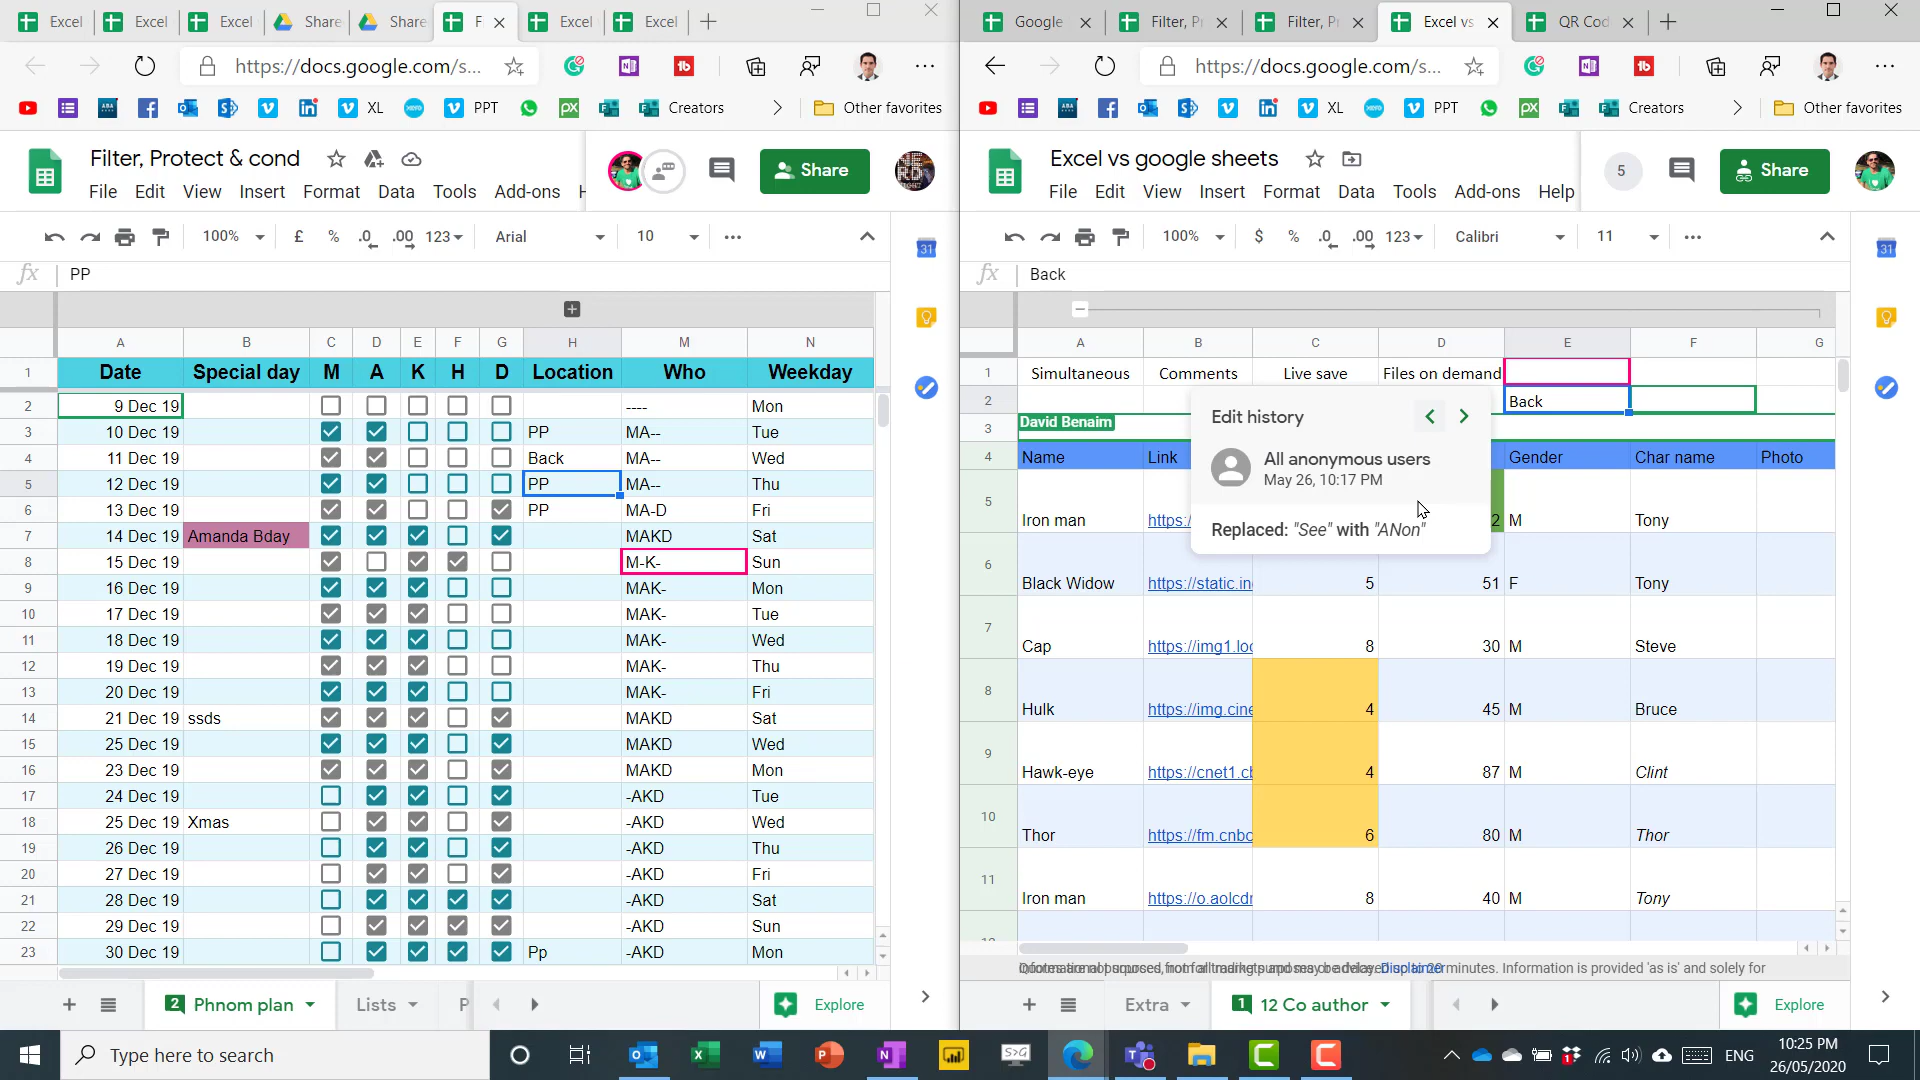 Excel
Excel
Excel
Share
Share
F
Excel
Excel
https://docs.google.com/s...
XL
PPT
Creators
Other favorites
Filter, Protect & cond
File Edit View Insert Format Data Tools Add-ons H
Share
100% £ % .0 .00 123 Arial 10
fx PP
A B C D E F G H M N
1 Date Special day M A K H D Location Who Weekday
2 9 Dec 19 ---- Mon
3 10 Dec 19 PP MA-- Tue
4 11 Dec 19 Back MA-- Wed
5 12 Dec 19 PP MA-- Thu
6 13 Dec 19 PP MA-D Fri
7 14 Dec 19 Amanda Bday MAKD Sat
8 15 Dec 19 M-K- Sun
9 16 Dec 19 MAK- Mon
10 17 Dec 19 MAK- Tue
11 18 Dec 19 MAK- Wed
12 19 Dec 19 MAK- Thu
13 20 Dec 19 MAK- Fri
14 21 Dec 19 ssds MAKD Sat
15 25 Dec 19 MAKD Wed
16 23 Dec 19 MAKD Mon
17 24 Dec 19 -AKD Tue
18 25 Dec 19 Xmas -AKD Wed
19 26 Dec 19 -AKD Thu
20 27 Dec 19 -AKD Fri
21 28 Dec 19 -AKD Sat
22 29 Dec 19 -AKD Sun
23 30 Dec 19 Pp -AKD Mon
2 Phnom plan Lists P Explore
Google
Filter, P
Filter, P
Excel vs
QR Cod
https://docs.google.com/s...
XL
PPT
Creators
Other favorites
Excel vs google sheets
File Edit View Insert Format Data Tools Add-ons Help
5
Share
100% $ % .0 .00 123 Calibri 11
fx Back
A B C D E F G
1 Simultaneous Comments Live save Files on demand
2 Back
3 David Benaim
Edit history
All anonymous users
May 26, 10:17 PM
Replaced: "See" with "ANon"
4 Name Link Gender Char name Photo
5 Iron man https:/ 2 M Tony
6 Black Widow https://static.in 5 51 F Tony
7 Cap https://img1.loc 8 30 M Steve
8 Hulk https://img.cine 4 45 M Bruce
9 Hawk-eye https://cnet1.cb 4 87 M Clint
10 Thor https://fm.cnbc 6 80 M Thor
11 Iron man https://o.aolcdn 8 40 M Tony
Disclaimer minutes. Information is provided 'as is' and solely for
Extra 1 12 Co author Explore
Type here to search
ENG
10:25 PM
26/05/2020